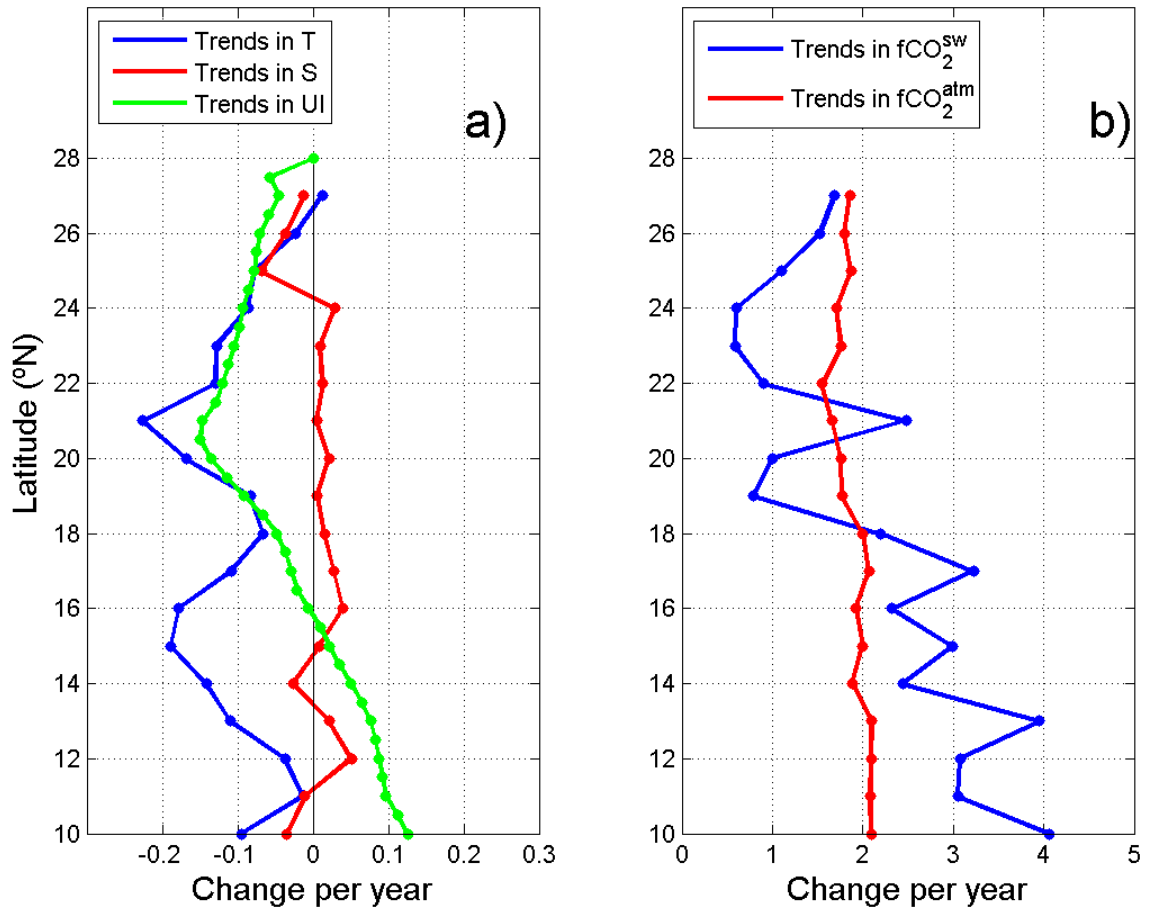 Trends in T
Trends in S
Trends in UI
a)
28
26
24
22
20
18
16
14
12
10
Latitude (ºN)
-0.2 -0.1 0 0.1 0.2 0.3
Change per year
Trends in fCO₂ˢʷ
Trends in fCO₂ᵃᵗᵐ
b)
28
26
24
22
20
18
16
14
12
10
0 1 2 3 4 5
Change per year